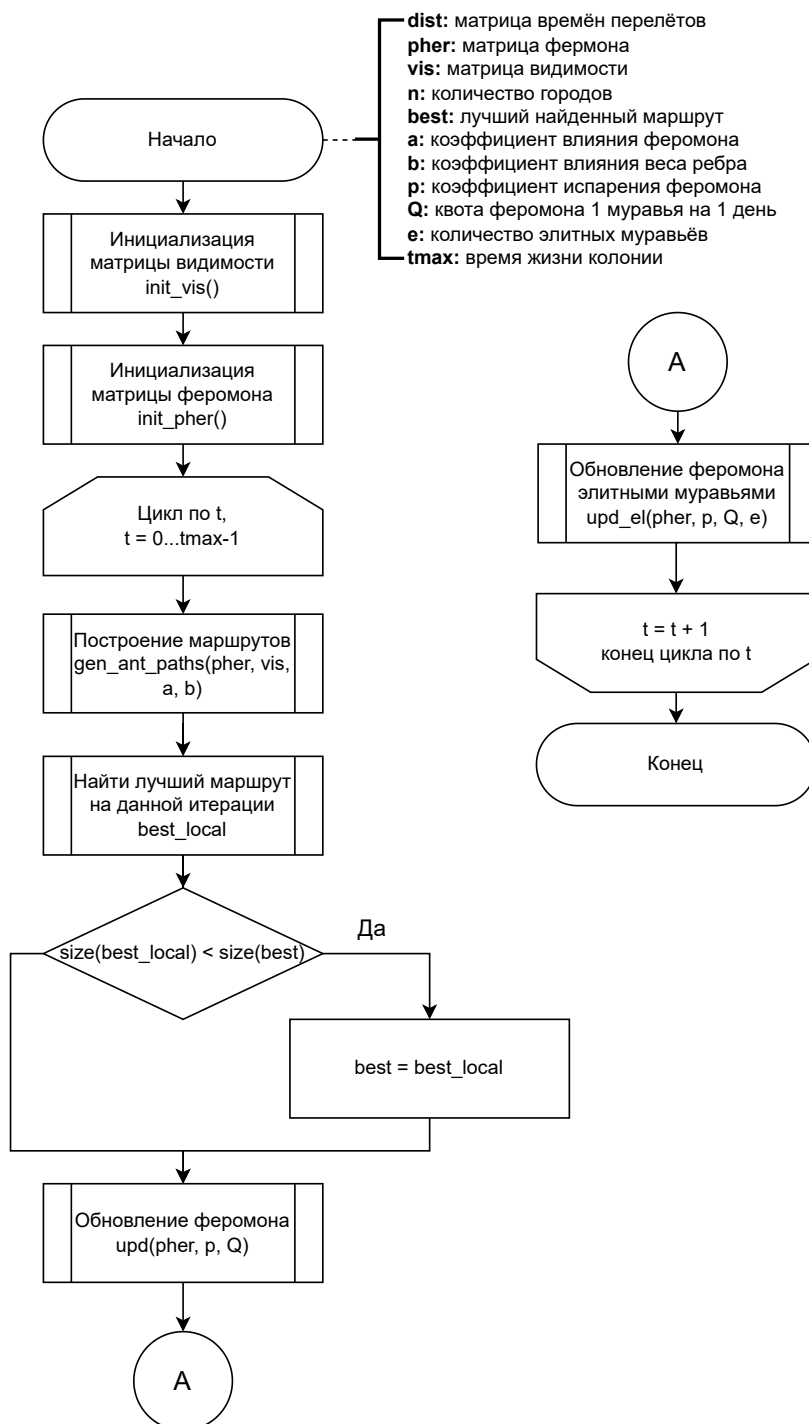 dist: матрица времён перелётов
pher: матрица фермона
vis: матрица видимости
n: количество городов
best: лучший найденный маршрут
a: коэффициент влияния феромона
b: коэффициент влияния веса ребра
p: коэффициент испарения феромона
Q: квота феромона 1 муравья на 1 день
e: количество элитных муравьёв
tmax: время жизни колонии
Начало
Инициализация
матрицы видимости
init_vis()
Инициализация
матрицы феромона
init_pher()
Цикл по t,
t = 0...tmax-1
Построение маршрутов
gen_ant_paths(pher, vis,
a, b)
Найти лучший маршрут
на данной итерации
best_local
size(best_local) < size(best)
Да
best = best_local
Обновление феромона
upd(pher, p, Q)
A
A
Обновление феромона
элитными муравьями
upd_el(pher, p, Q, e)
t = t + 1
конец цикла по t
Конец